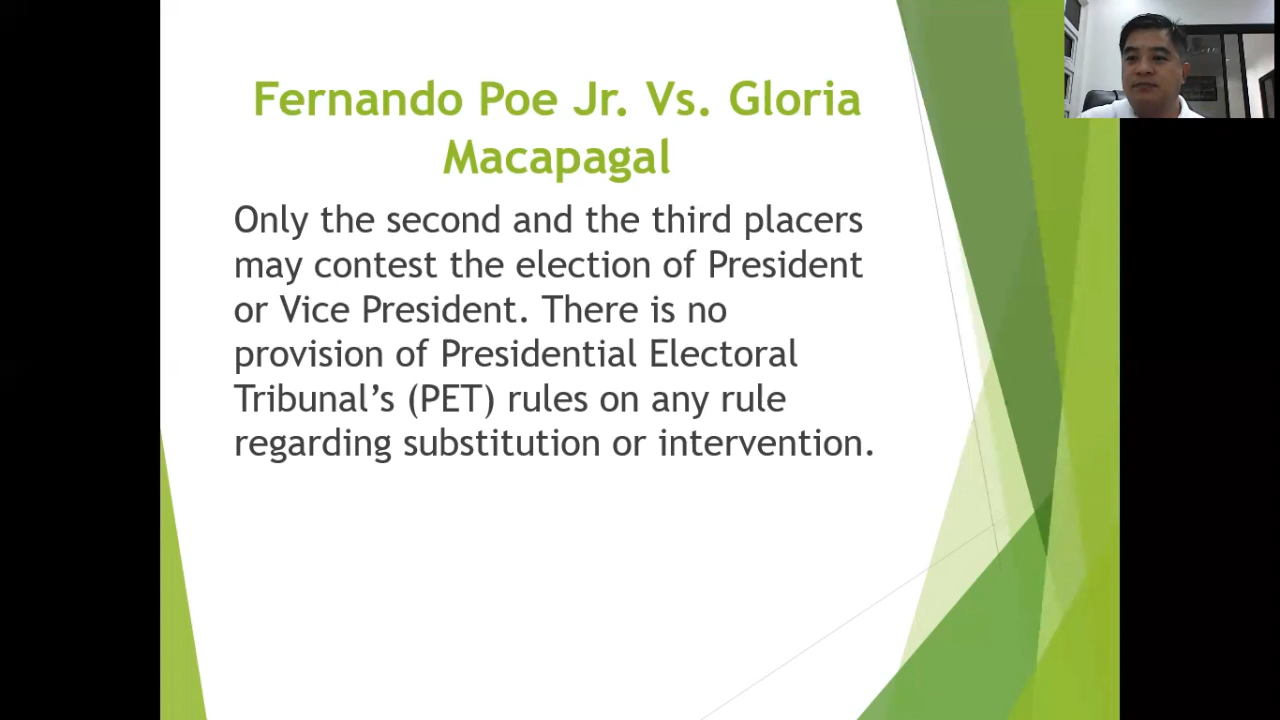 Fernando Poe Jr. Vs. Gloria
Macapagal
Only the second and the third placers
may contest the election of President
or Vice President. There is no
provision of Presidential Electoral
Tribunal’s (PET) rules on any rule
regarding substitution or intervention.